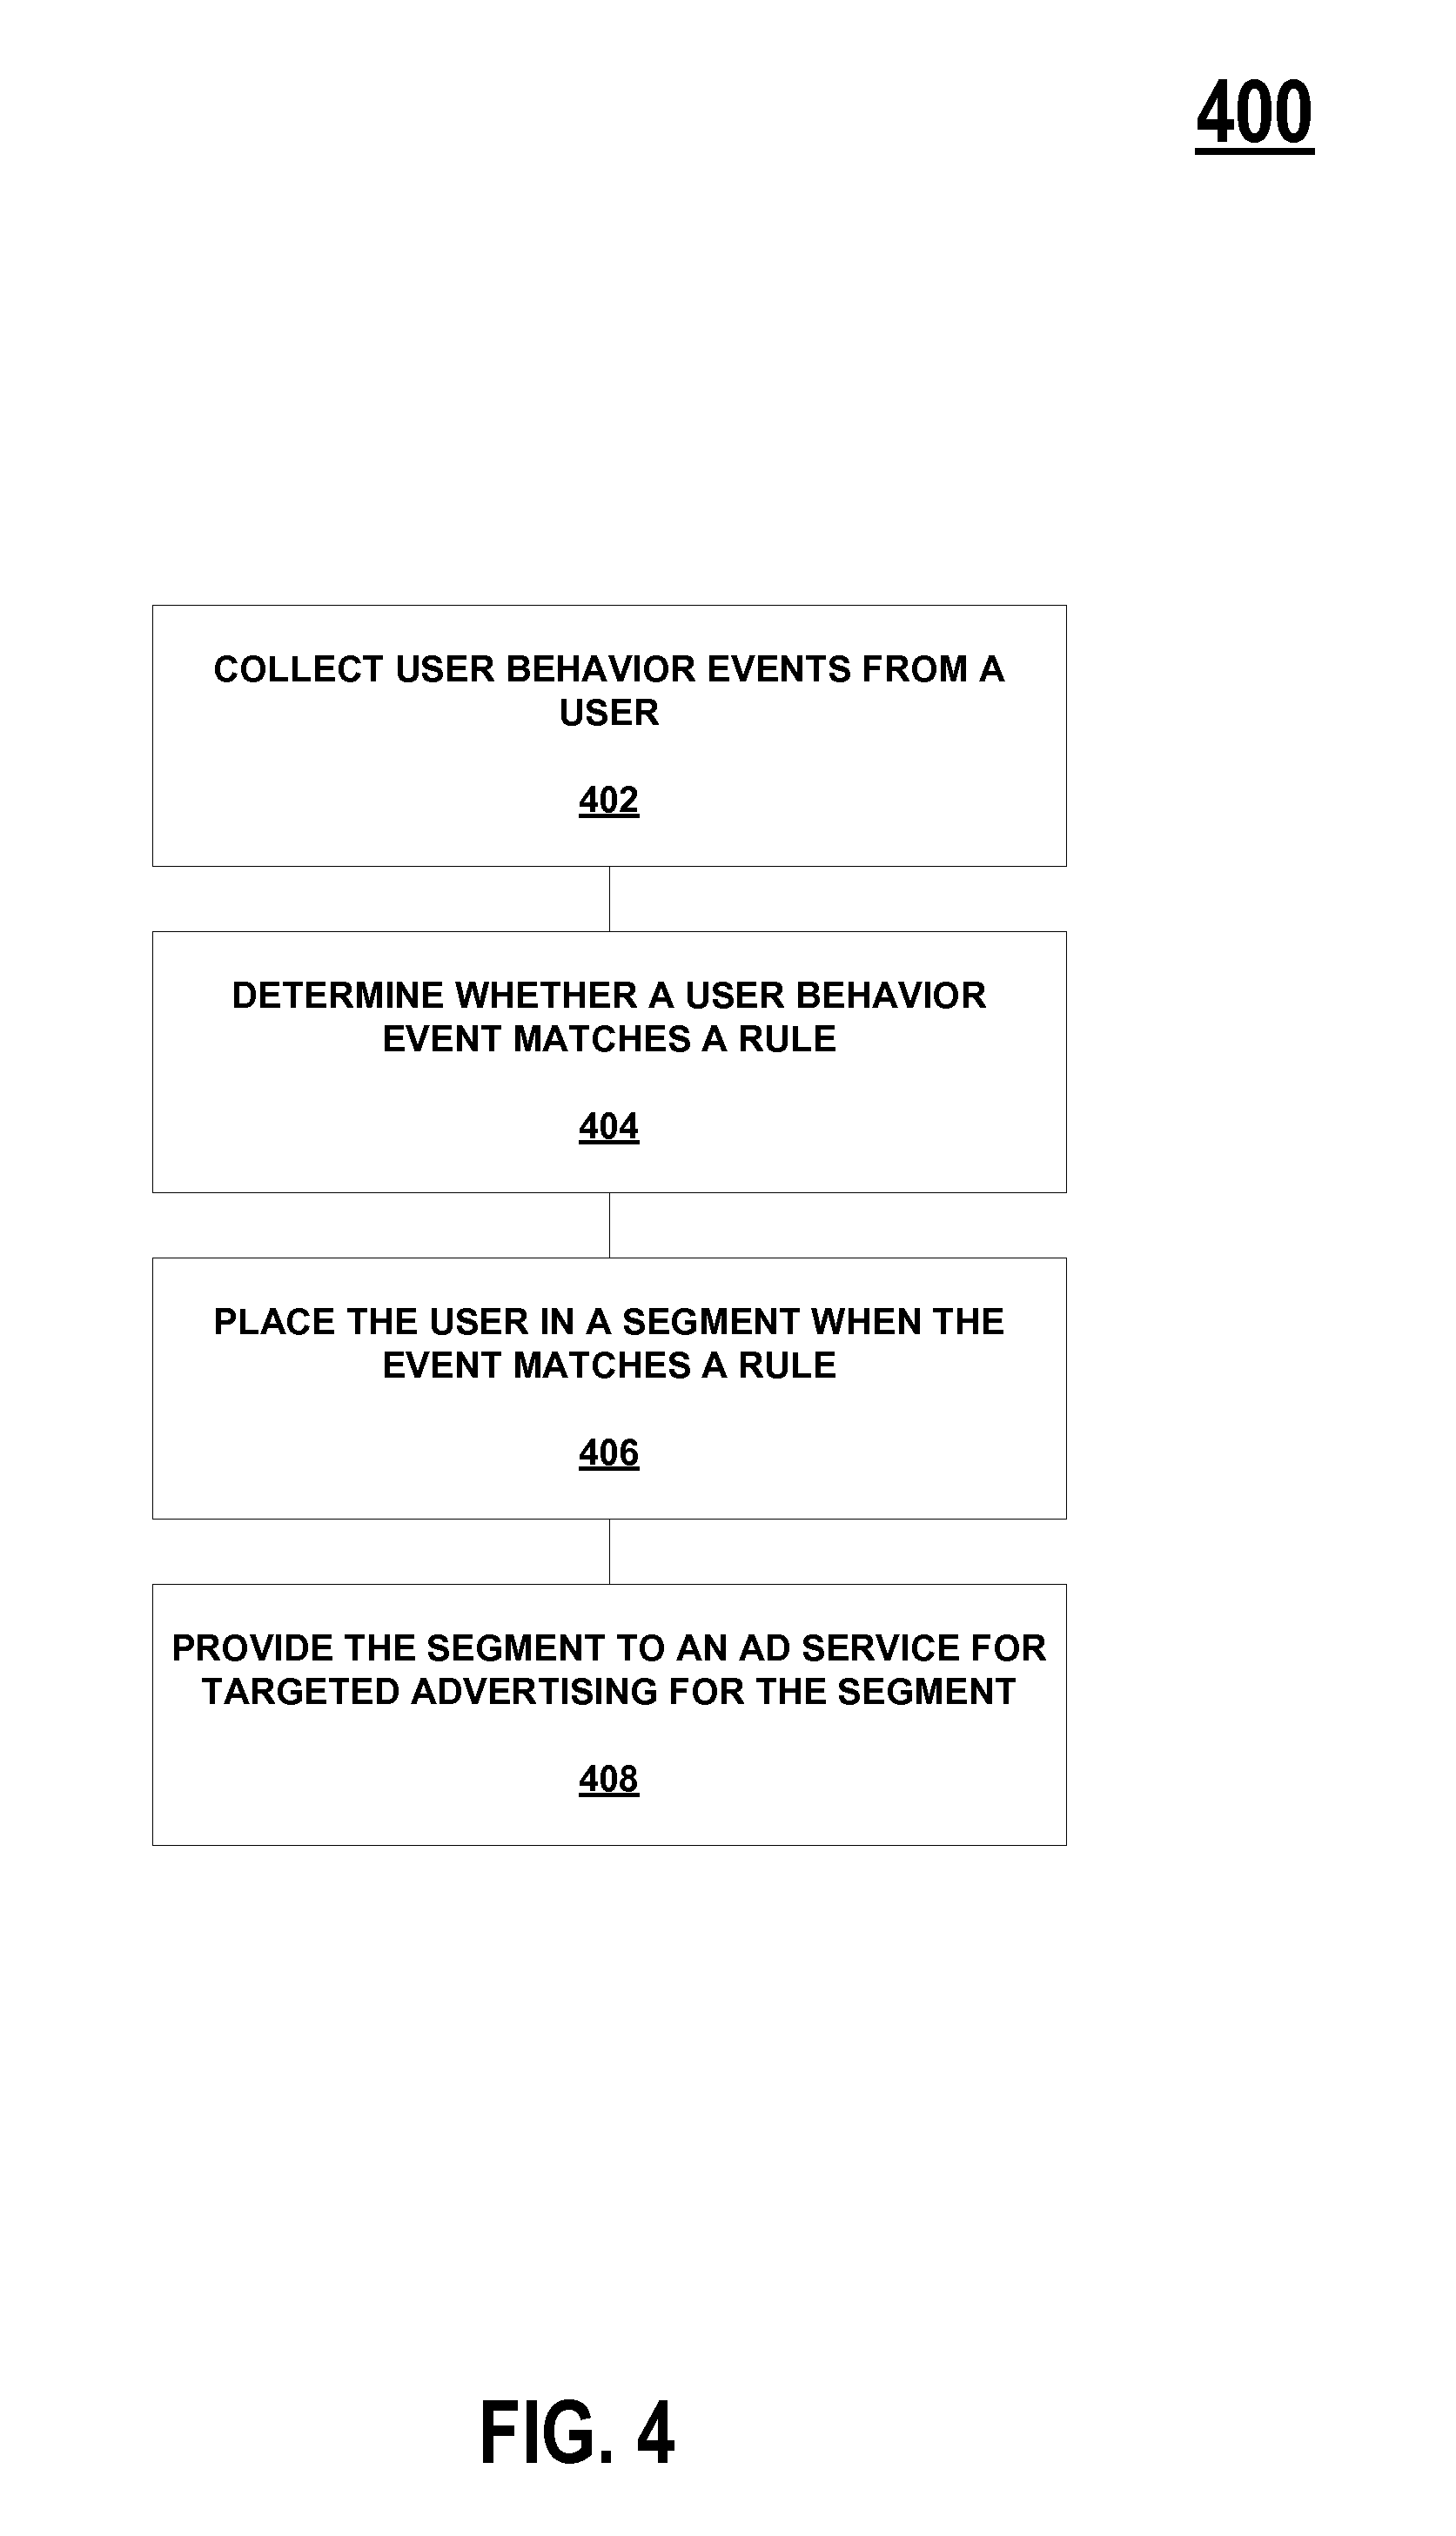 400
COLLECT USER BEHAVIOR EVENTS FROM A
USER
402
DETERMINE WHETHER A USER BEHAVIOR
EVENT MATCHES A RULE
404
PLACE THE USER IN A SEGMENT WHEN THE
EVENT MATCHES A RULE
406
PROVIDE THE SEGMENT TO AN AD SERVICE FOR
TARGETED ADVERTISING FOR THE SEGMENT
408
FIG. 4